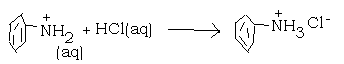 + +
NH2 + HCl(aq) NH3 Cl-
(aq)